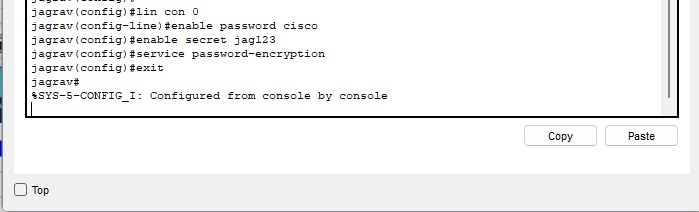 jagrav(config)#lin con 0
jagrav(config-line)#enable password cisco
jagrav(config)#enable secret jag123
jagrav(config)#service password-encryption
jagrav(config)#exit
jagrav#
%SYS-5-CONFIG_I: Configured from console by console
Copy Paste
Top